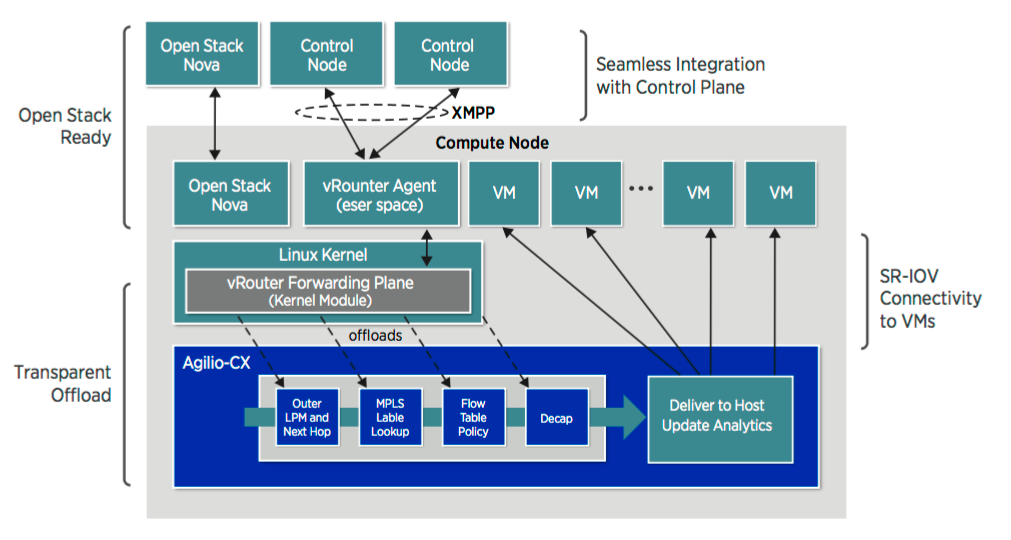 Open Stack
Nova
Control
Node
Control
Node
Seamless Integration
with Control Plane
Open Stack
Ready
XMPP
Compute Node
Open Stack
Nova
vRounter Agent
(eser space)
VM
VM
...
VM
VM
Linux Kernel
vRouter Forwarding Plane
(Kernel Module)
SR-IOV
Connectivity
to VMs
offloads
Transparent
Offload
Agilio-CX
Outer
LPM and
Next Hop
MPLS
Lable
Lookup
Flow
Table
Policy
Decap
Deliver to Host
Update Analytics